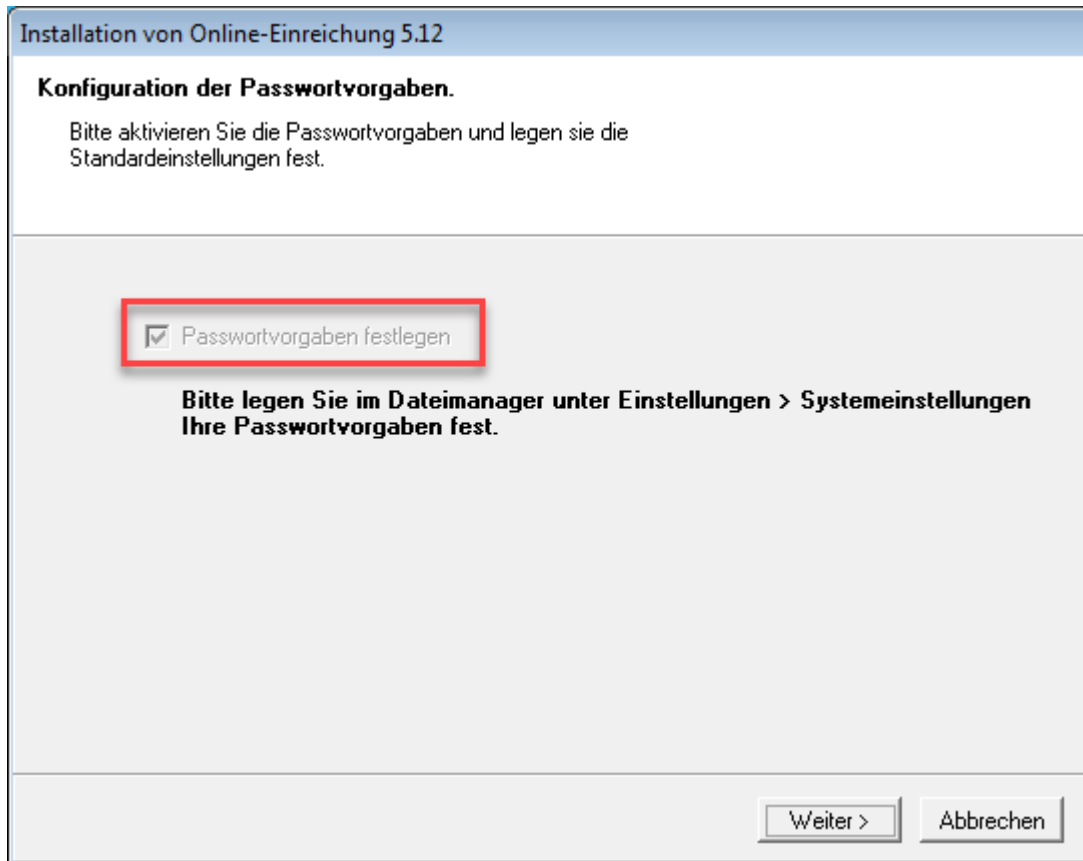 Installation von Online-Einreichung 5.12
Konfiguration der Passwortvorgaben.
Bitte aktivieren Sie die Passwortvorgaben und legen sie die
Standardeinstellungen fest.
Passwortvorgaben festlegen
Bitte legen Sie im Dateimanager unter Einstellungen > Systemeinstellungen
Ihre Passwortvorgaben fest.
Weiter > Abbrechen